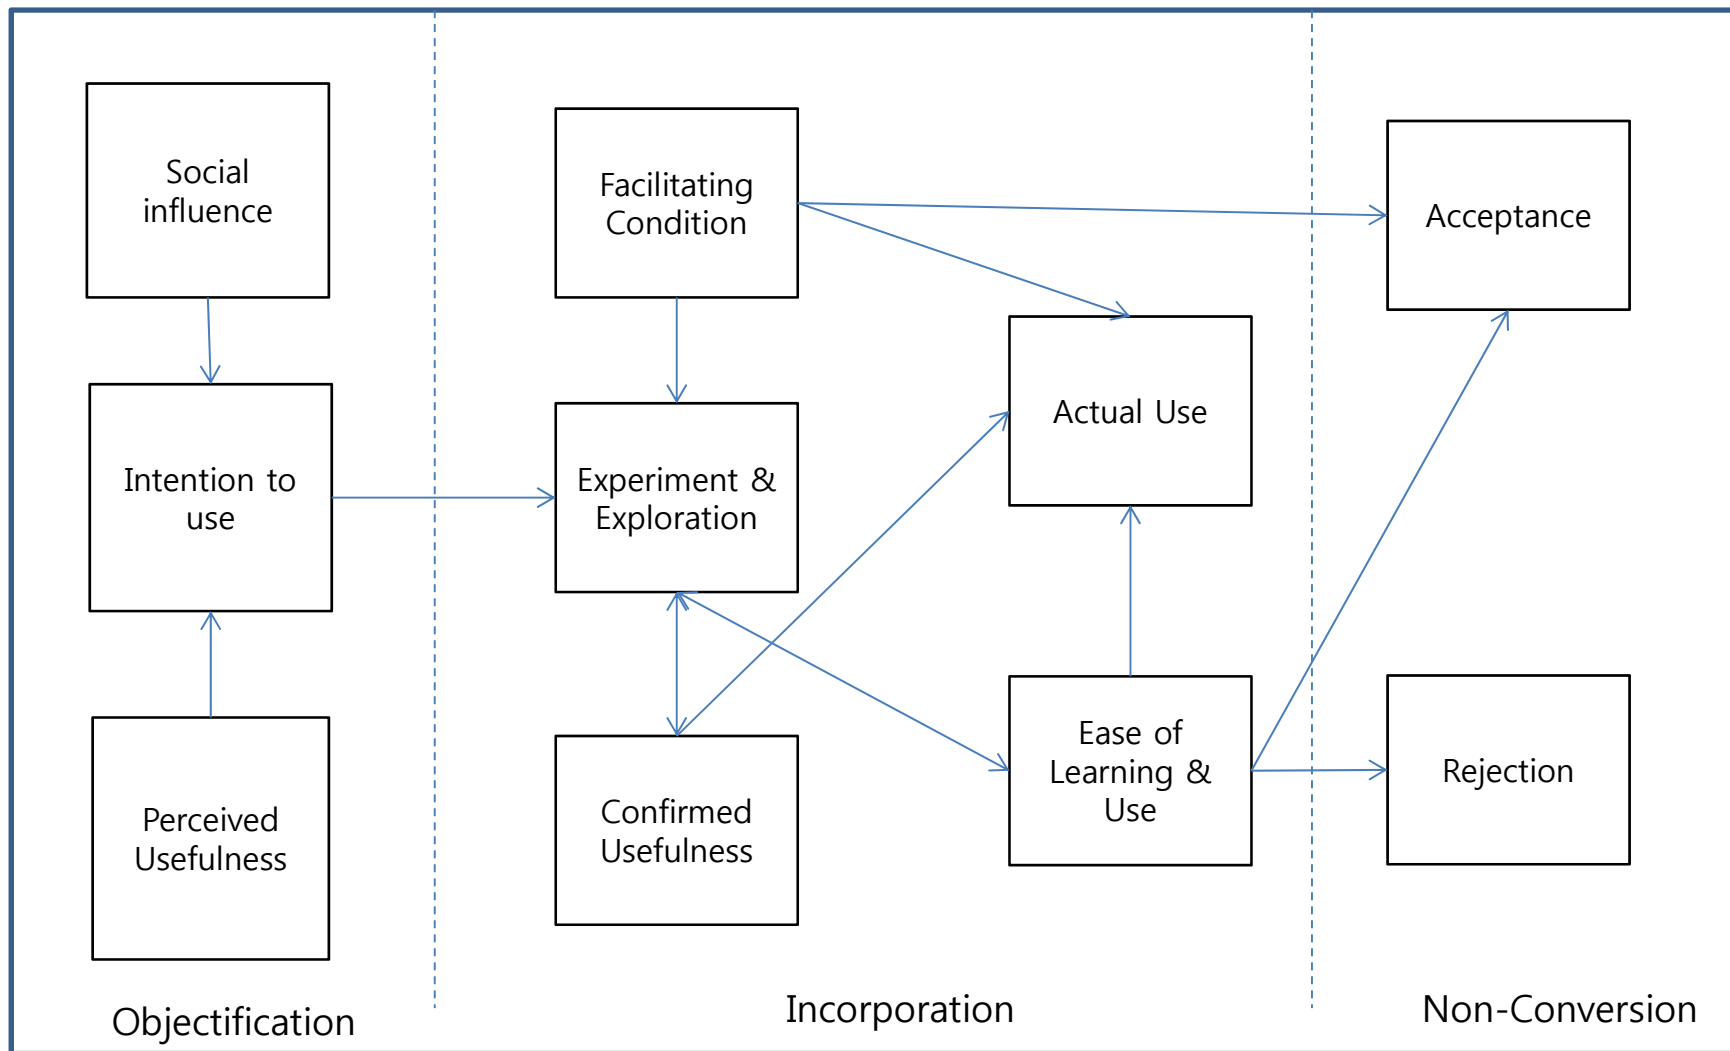 Social
influence
Intention to
use
Perceived
Usefulness
Objectification
Facilitating
Condition
Experiment &
Exploration
Confirmed
Usefulness
Actual Use
Ease of
Learning &
Use
Incorporation
Acceptance
Rejection
Non-Conversion